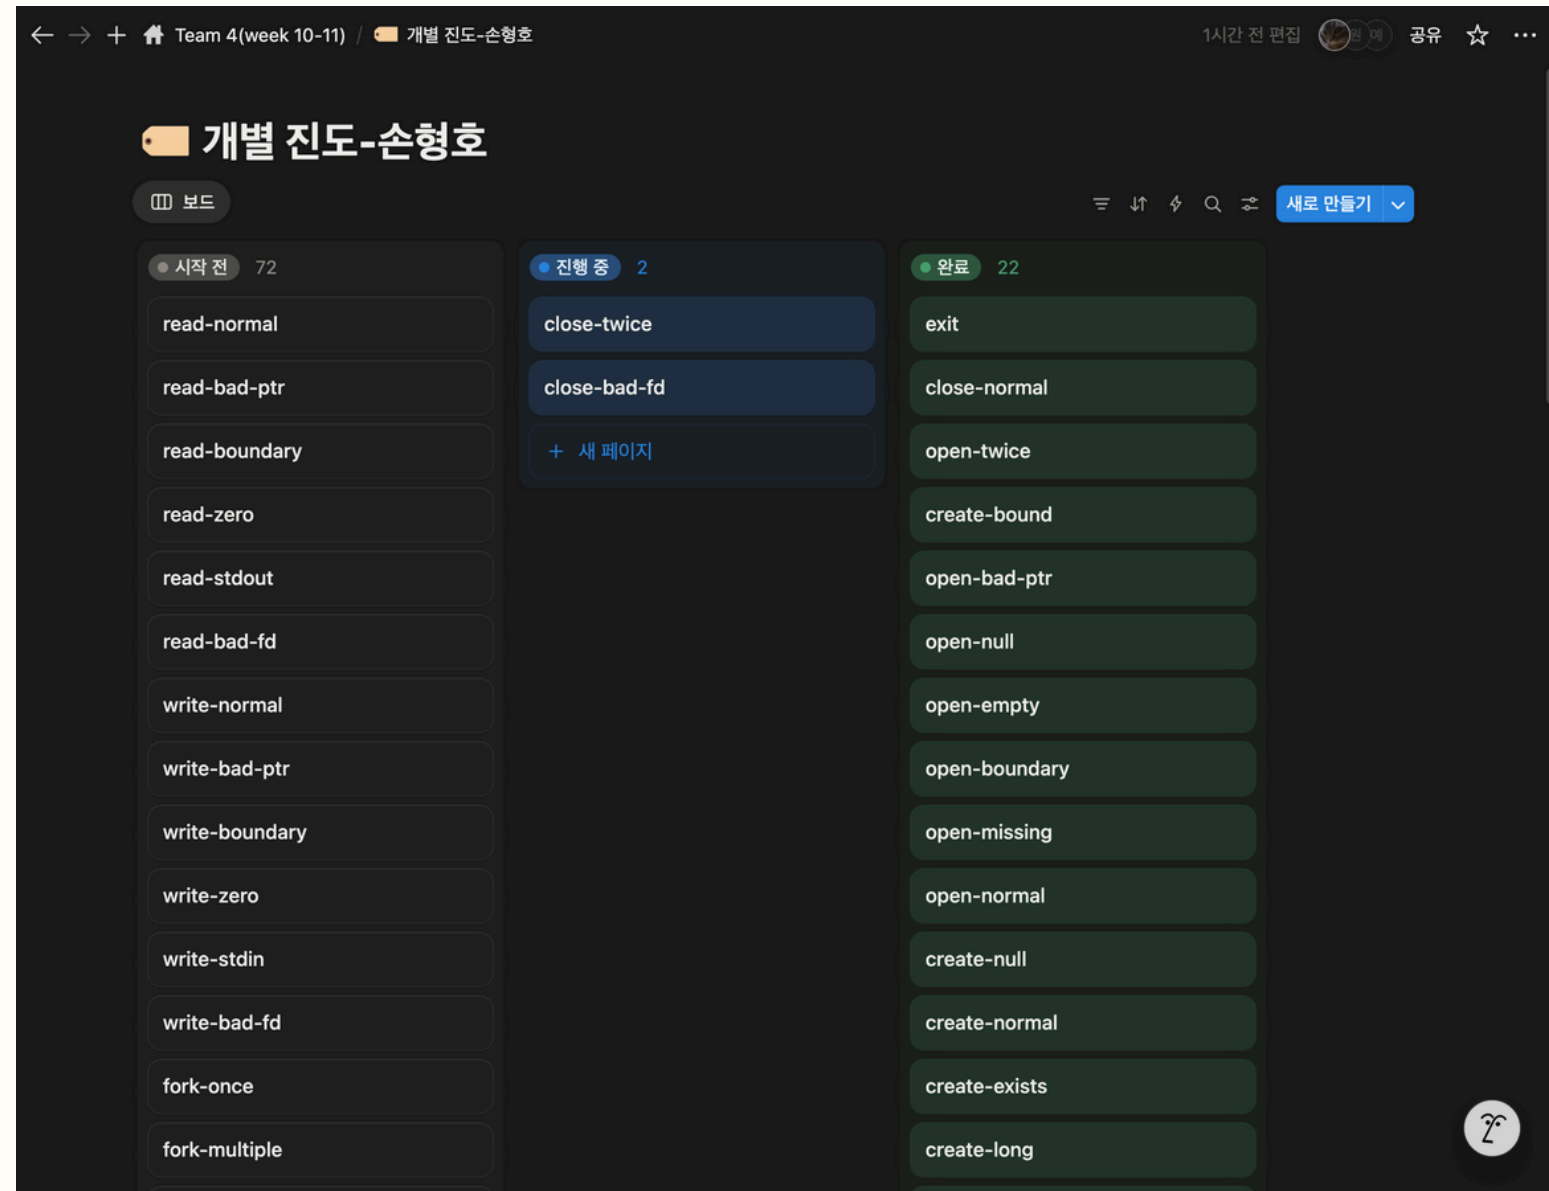 Team 4(week 10-11) / 개별 진도-손형호
1시간 전 편집
원 예
공유
개별 진도-손형호
보드
새로 만들기
시작 전 72
read-normal
read-bad-ptr
read-boundary
read-zero
read-stdout
read-bad-fd
write-normal
write-bad-ptr
write-boundary
write-zero
write-stdin
write-bad-fd
fork-once
fork-multiple
진행 중 2
close-twice
close-bad-fd
+ 새 페이지
완료 22
exit
close-normal
open-twice
create-bound
open-bad-ptr
open-null
open-empty
open-boundary
open-missing
open-normal
create-null
create-normal
create-exists
create-long